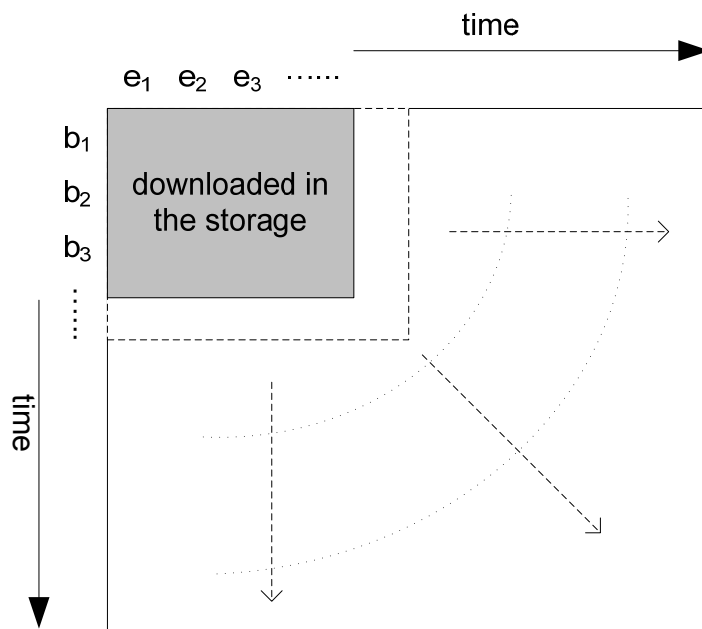 time
e₁ e₂ e₃ ......
b₁
b₂
b₃
......
downloaded in
the storage
time